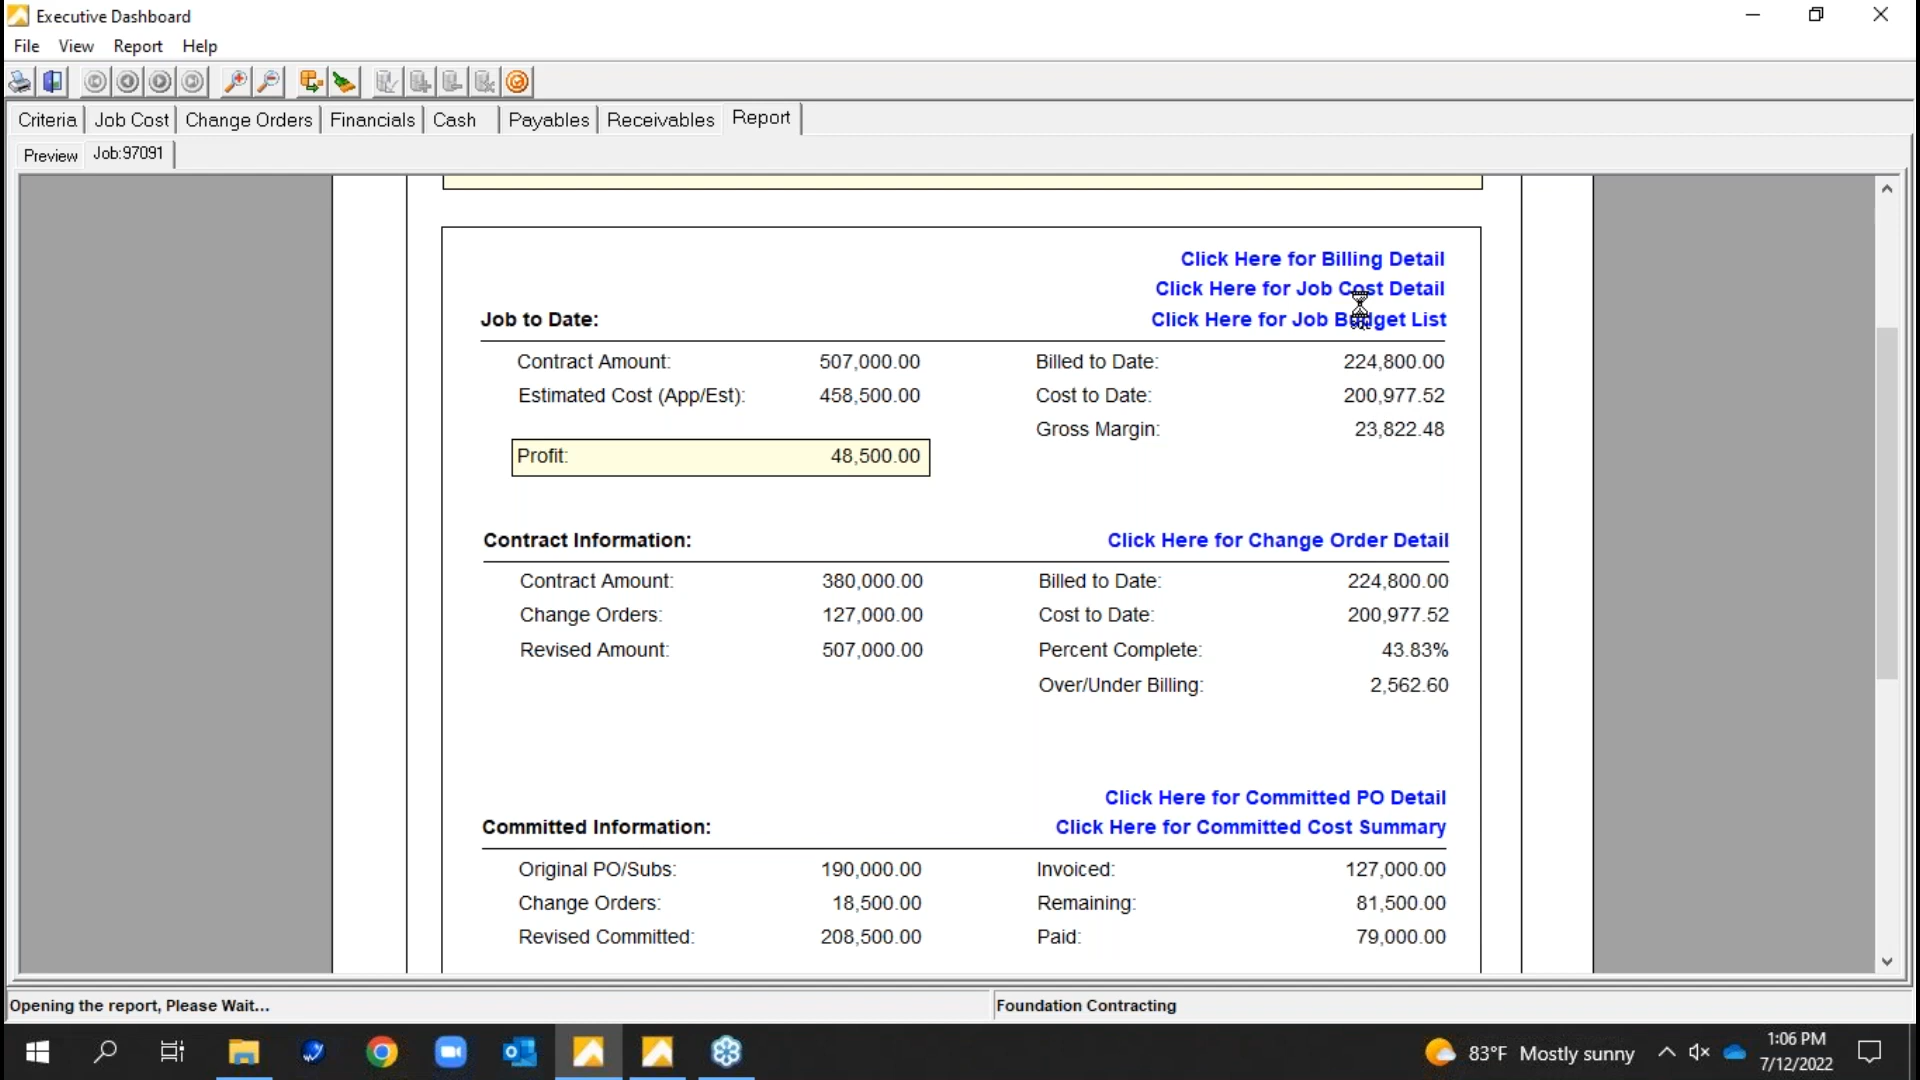 Executive Dashboard
File View Report Help
Criteria Job Cost Change Orders Financials Cash Payables Receivables Report
Preview Job:97091
Click Here for Billing Detail
Click Here for Job Cost Detail
Job to Date: Click Here for Job Budget List
Contract Amount: 507,000.00 Billed to Date: 224,800.00
Estimated Cost (App/Est): 458,500.00 Cost to Date: 200,977.52
Gross Margin: 23,822.48
Profit: 48,500.00
Contract Information: Click Here for Change Order Detail
Contract Amount: 380,000.00 Billed to Date: 224,800.00
Change Orders: 127,000.00 Cost to Date: 200,977.52
Revised Amount: 507,000.00 Percent Complete: 43.83%
Over/Under Billing: 2,562.60
Click Here for Committed PO Detail
Committed Information: Click Here for Committed Cost Summary
Original PO/Subs: 190,000.00 Invoiced: 127,000.00
Change Orders: 18,500.00 Remaining: 81,500.00
Revised Committed: 208,500.00 Paid: 79,000.00
Opening the report, Please Wait... Foundation Contracting
83°F Mostly sunny 1:06 PM
7/12/2022